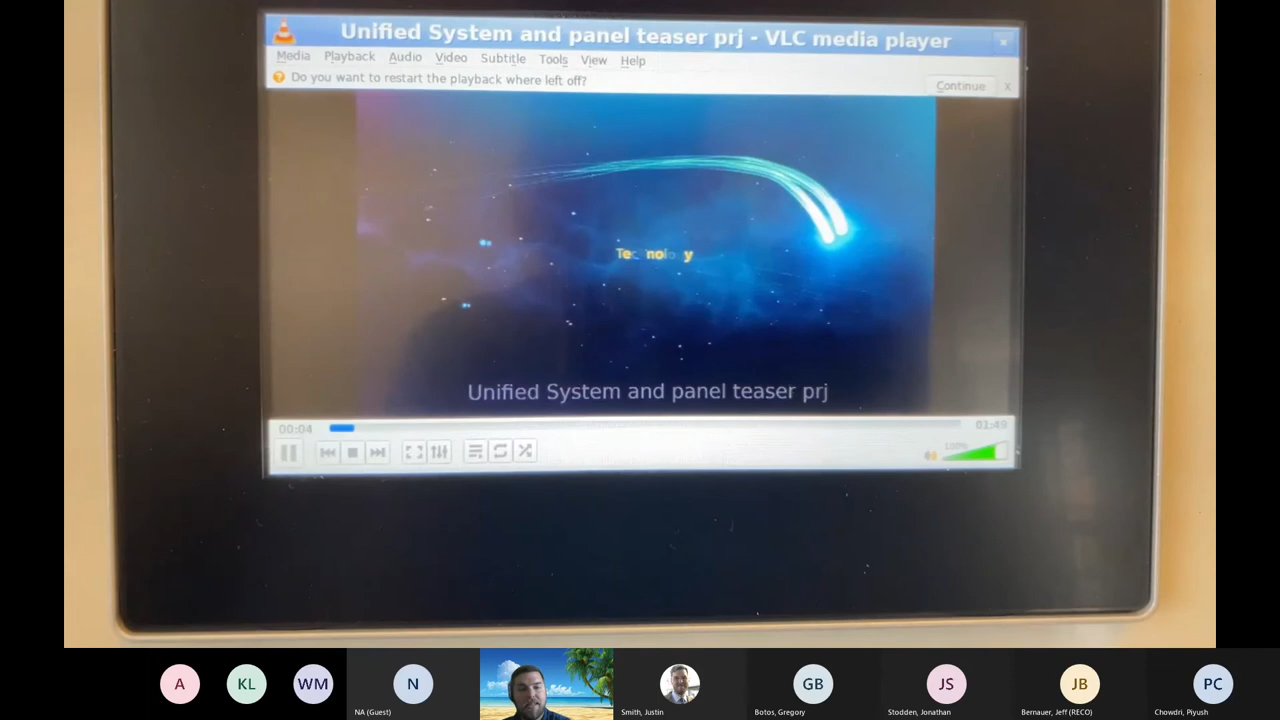 Unified System and panel teaser prj - VLC media player
Media Playback Audio Video Subtitle Tools View Help
Do you want to restart the playback where left off?
Continue x
Unified System and panel teaser prj
00:04
01:49
100%
A
KL
WM
N
GB
JS
JB
PC
NA (Guest)
Smith, Justin
Botos, Gregory
Stodden, Jonathan
Bernauer, Jeff (RECO)
Chowdri, Piyush